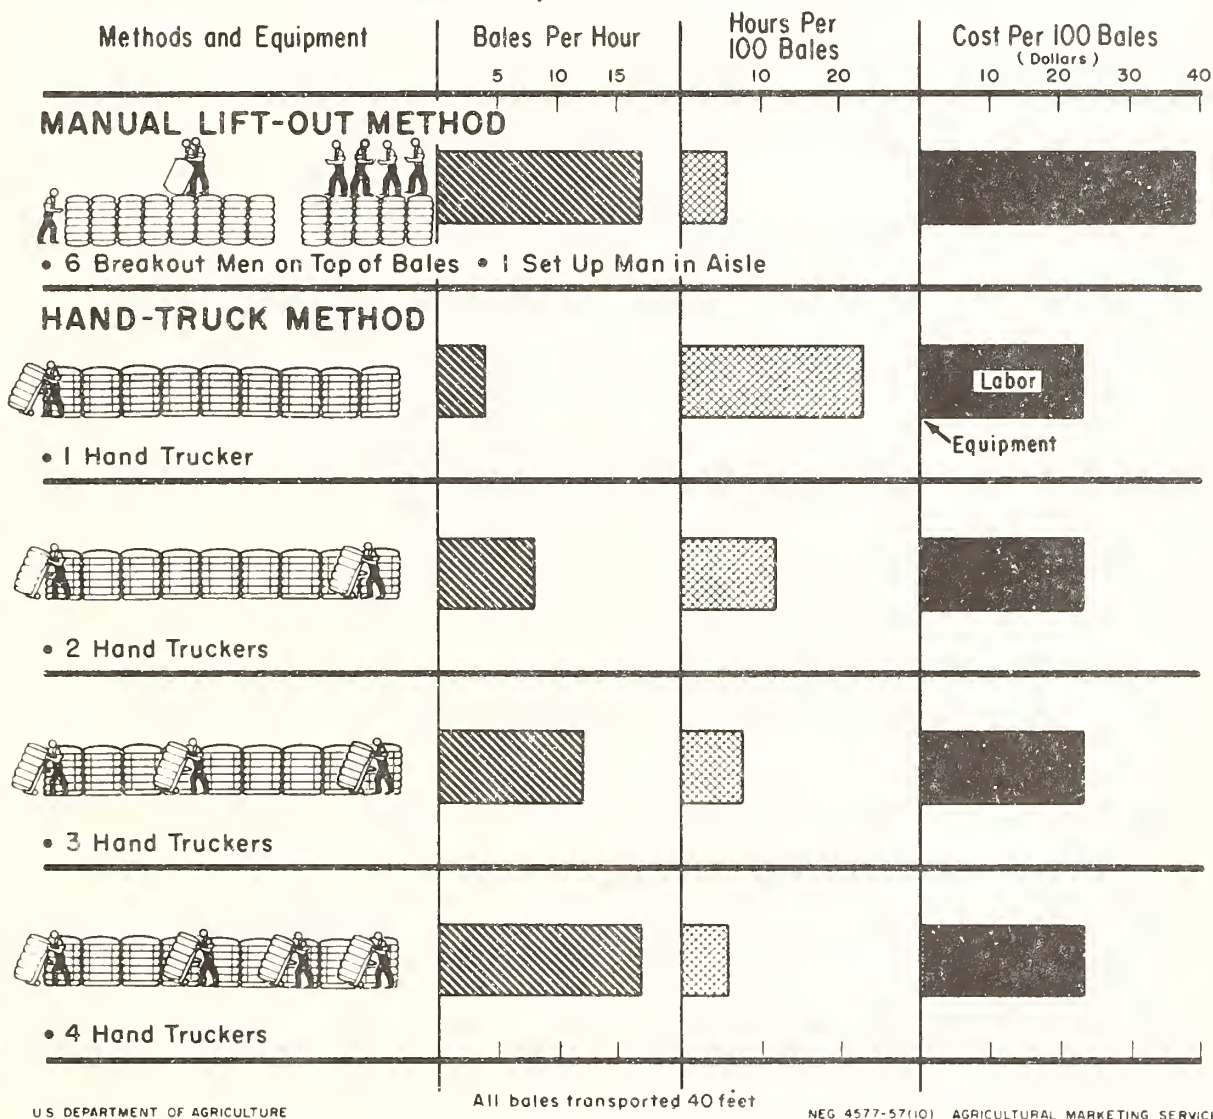 Methods and Equipment
Bales Per Hour
Hours Per
100 Bales
Cost Per 100 Bales
(Dollars)
5 10 15
10 20
10 20 30 40
MANUAL LIFT-OUT METHOD
• 6 Breakout Men on Top of Bales • 1 Set Up Man in Aisle
HAND-TRUCK METHOD
Labor
Equipment
• 1 Hand Trucker
• 2 Hand Truckers
• 3 Hand Truckers
• 4 Hand Truckers
All bales transported 40 feet
U S DEPARTMENT OF AGRICULTURE
NEG 4577-57(10) AGRICULTURAL MARKETING SERVICE